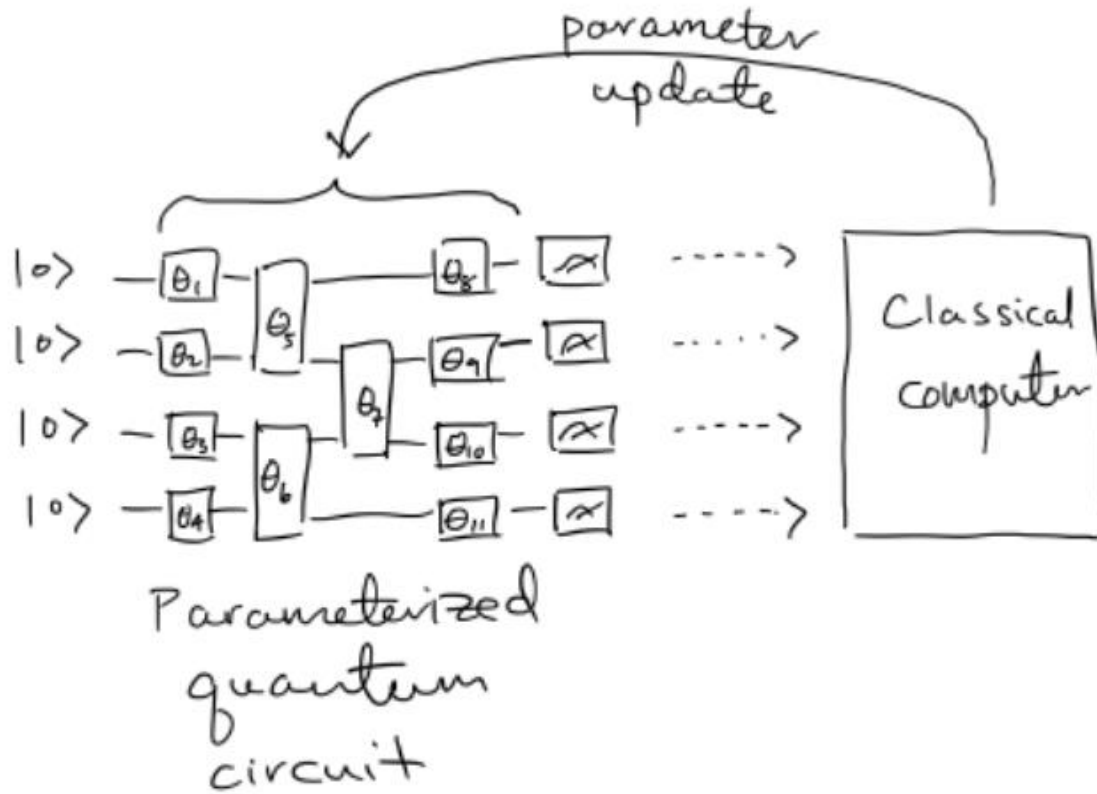 parameter
update
|0> θ₁ θ₅ θ₈
|0> θ₂ θ₇ θ₉
|0> θ₃ θ₆ θ₁₀
|0> θ₄ θ₁₁
Classical
computer
Parameterized
quantum
circuit